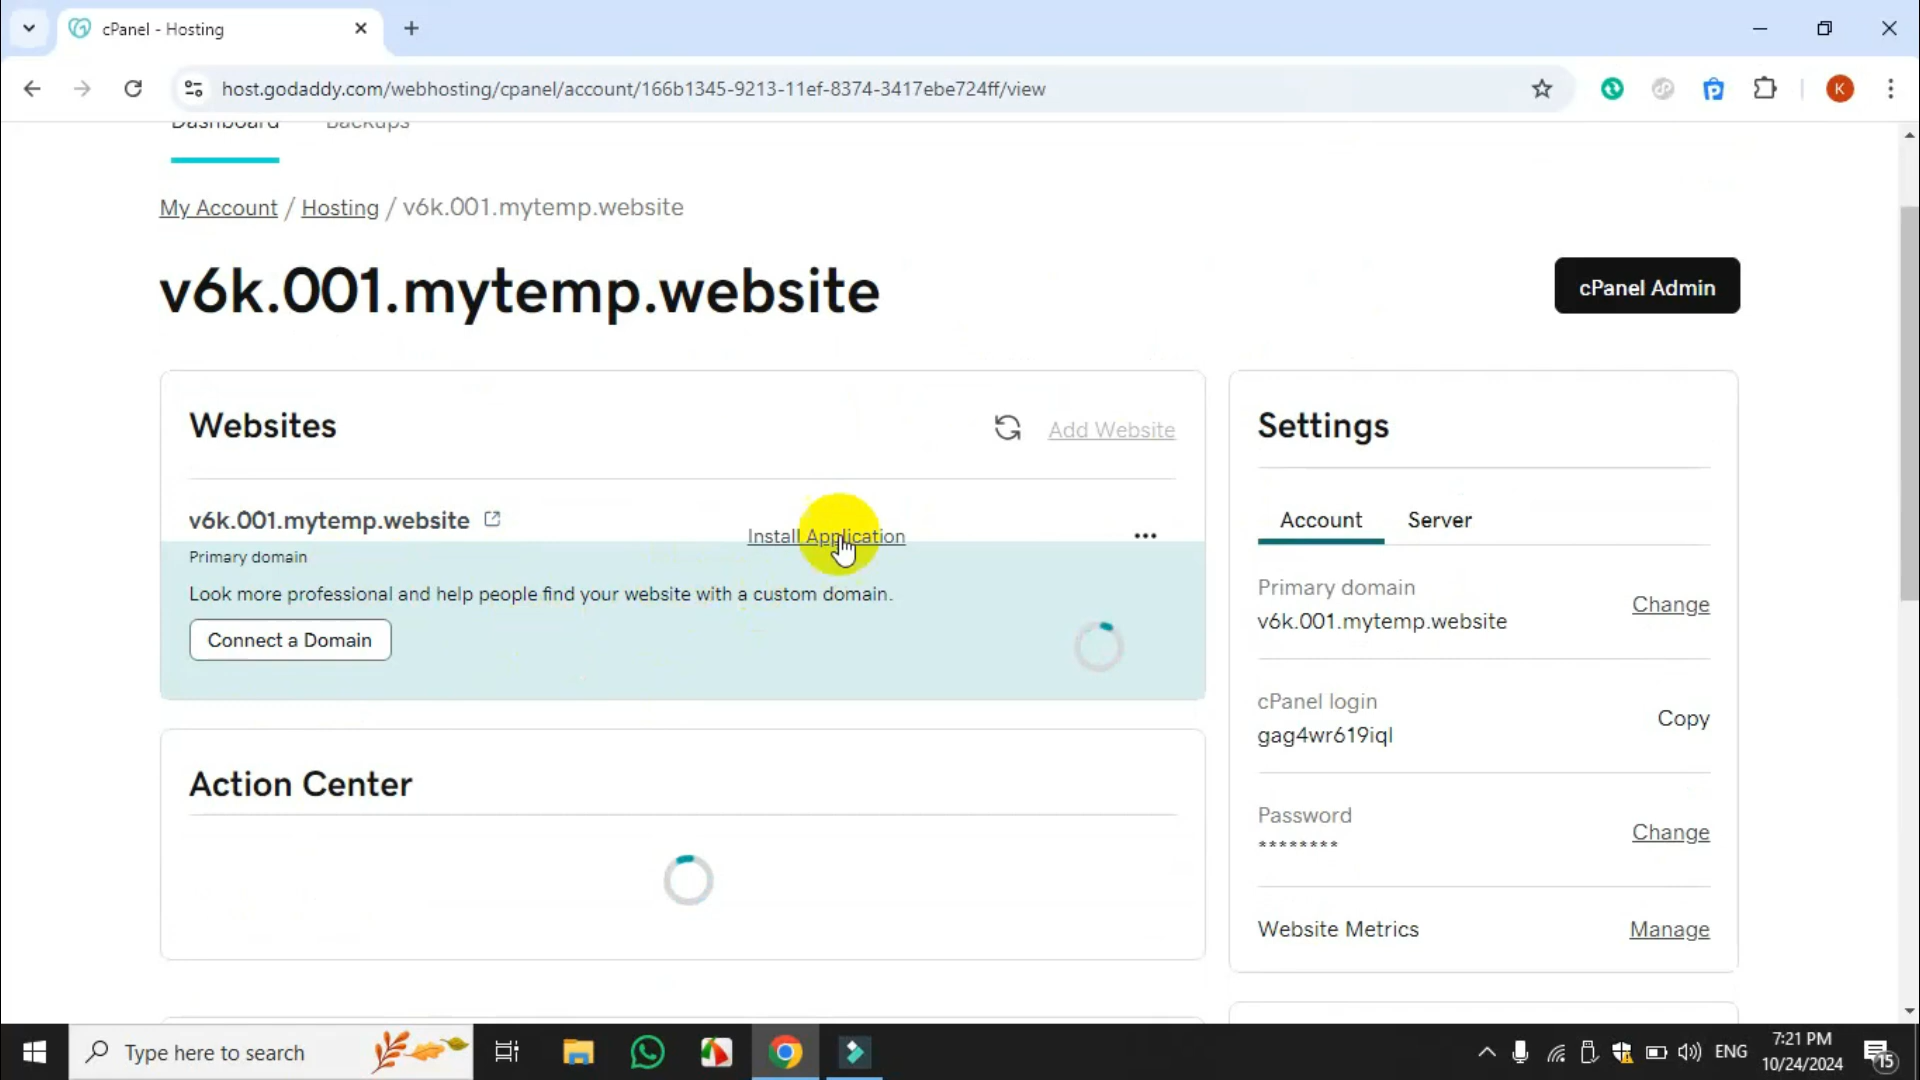 cPanel - Hosting
host.godaddy.com/webhosting/cpanel/account/166b1345-9213-11ef-8374-3417ebe724ff/view
K
Dashboard Backups
My Account / Hosting / v6k.001.mytemp.website
v6k.001.mytemp.website
cPanel Admin
Websites
Add Website
v6k.001.mytemp.website
Primary domain
Install Application
Look more professional and help people find your website with a custom domain.
Connect a Domain
Action Center
Settings
Account Server
Primary domain
v6k.001.mytemp.website
Change
cPanel login
gag4wr619iql
Copy
Password
********
Change
Website Metrics
Manage
Type here to search
ENG
7:21 PM
10/24/2024
15